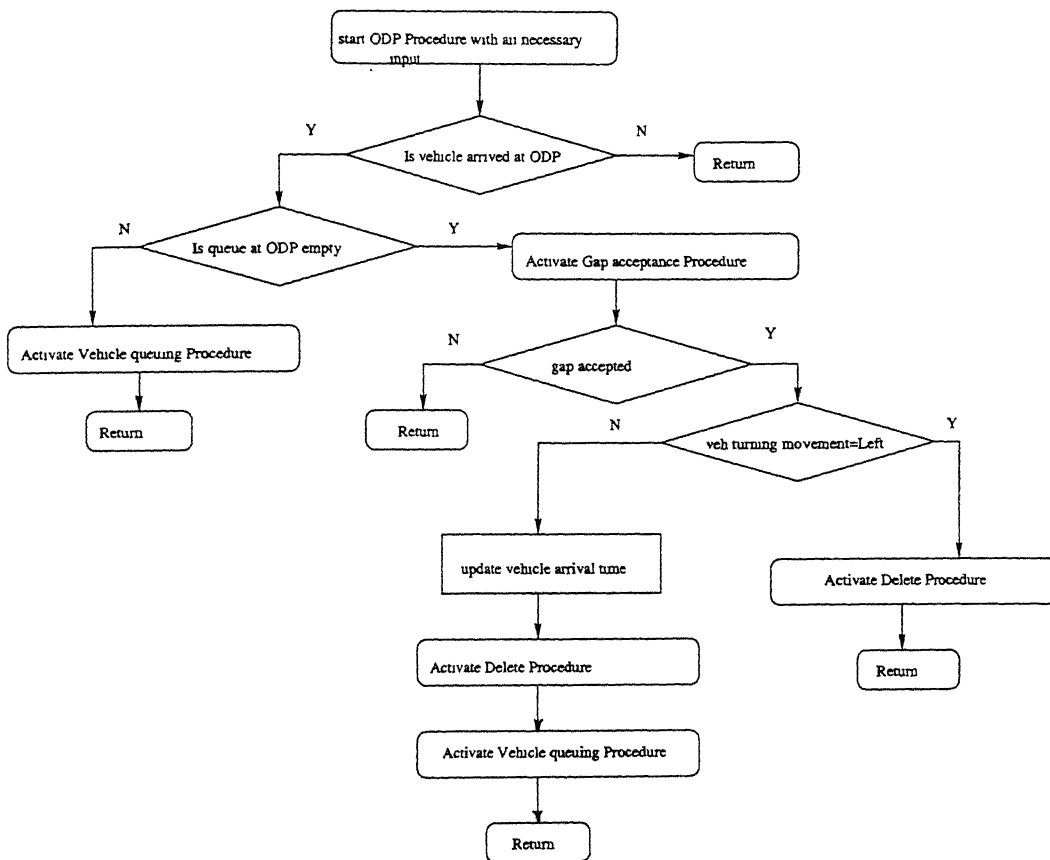 start ODP Procedure with all necessary
input
Y
N
Is vehicle arrived at ODP
Return
N
Y
Is queue at ODP empty
Activate Gap acceptance Procedure
Activate Vehicle queuing Procedure
N
Y
gap accepted
Return
Return
N
Y
veh turning movement=Left
update vehicle arrival time
Activate Delete Procedure
Activate Delete Procedure
Return
Activate Vehicle queuing Procedure
Return